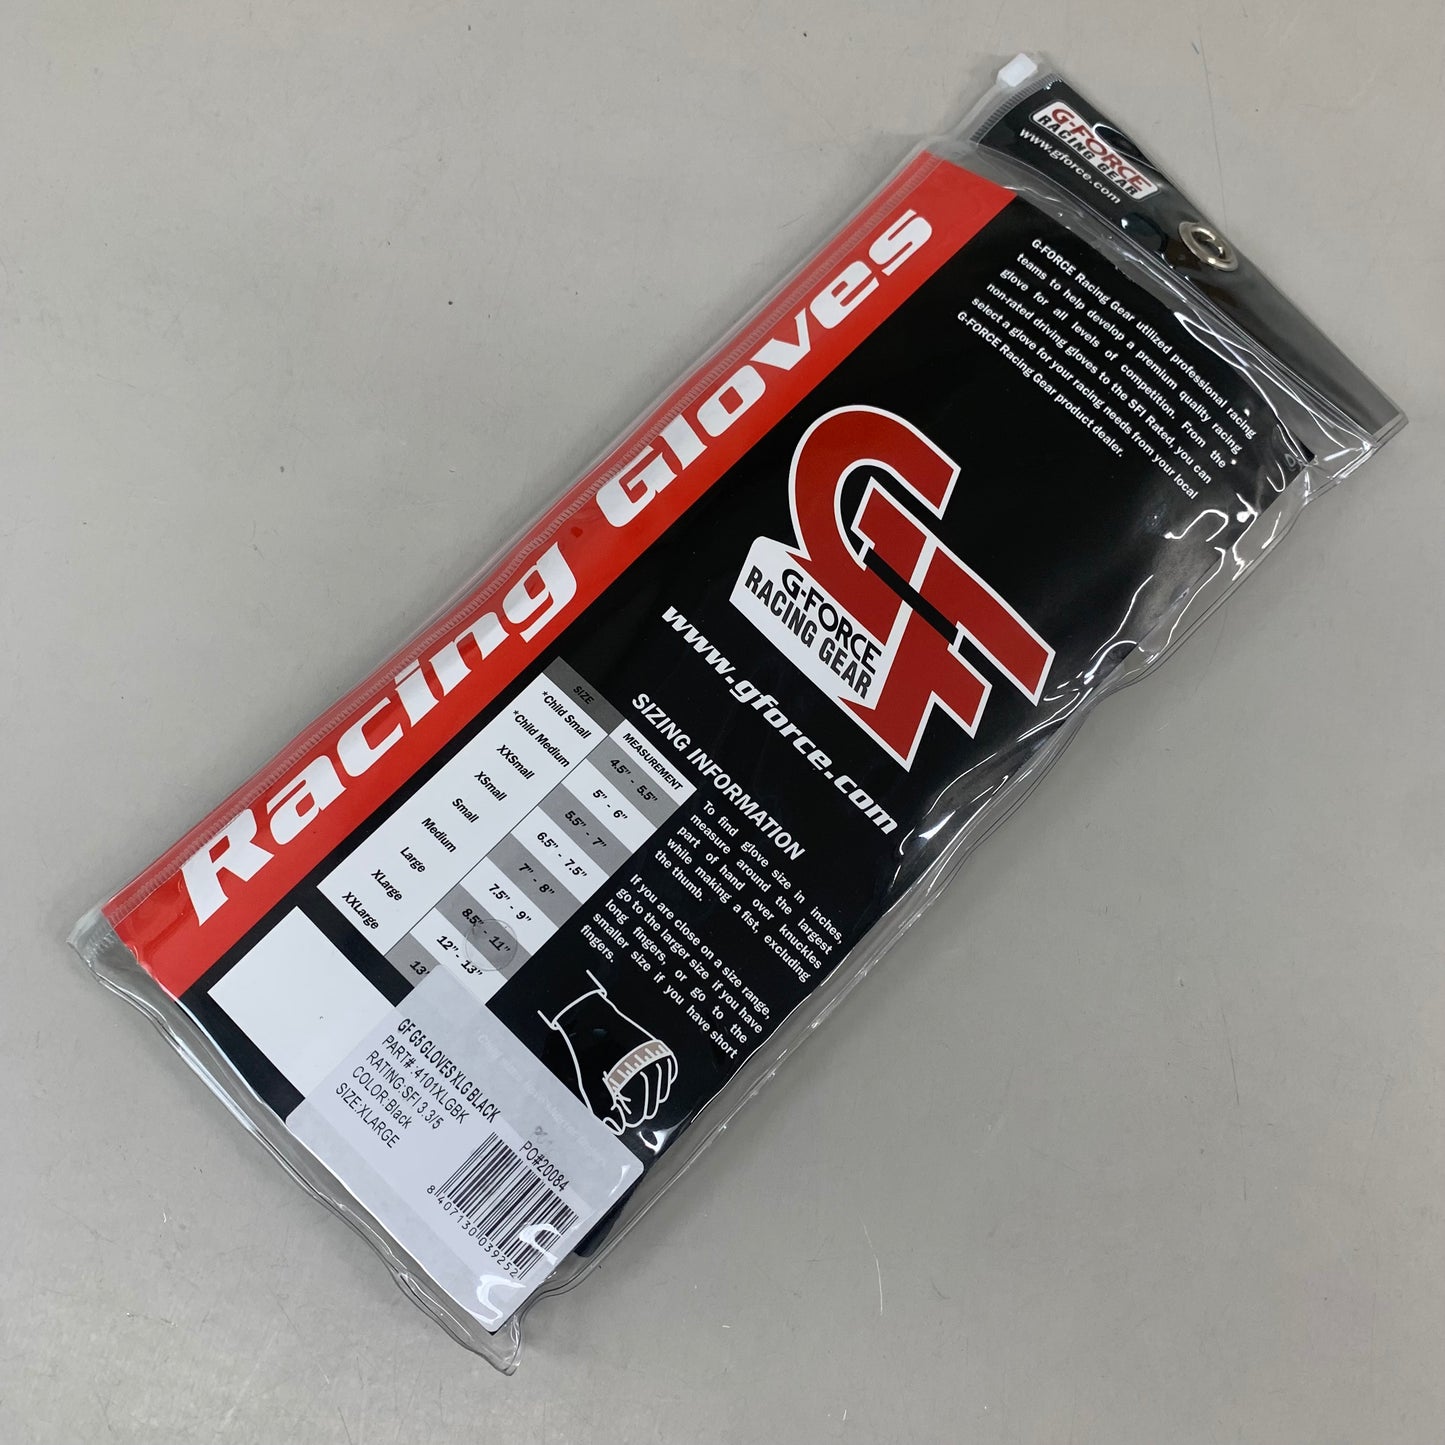 G-FORCE
RACING GEAR
www.gforce.com
G-FORCE Racing Gear utilized professional racing
teams to help develop a premium quality racing
glove for all levels of competition. From the
non-rated driving gloves to the SFI Rated, you can
select a glove for your racing needs from your local
G-FORCE Racing Gear product dealer.
Racing Gloves
GF
G-FORCE
RACING GEAR
www.gforce.com
SIZING INFORMATION
To find glove size in inches,
measure around the largest
part of hand over knuckles
while making a fist, excluding
the thumb.
If you are close on a size range,
go to the larger size if you have
long fingers, or go to the
smaller size if you have short
fingers.
SIZE MEASUREMENT
*Child Small 4.5" - 5.5"
*Child Medium 5" - 6"
XXSmall 5.5" - 7"
XSmall 6.5" - 7.5"
Small 7" - 8"
Medium 7.5" - 9"
Large 8.5" - 11"
XLarge 12" - 13"
XXLarge 13"
GF G5 GLOVES XLG BLACK
PART#:4101XLGBK
RATING:SFI 3.3/5
COLOR:Black
SIZE:XLARGE
PO#20084
8 40713 00392 52